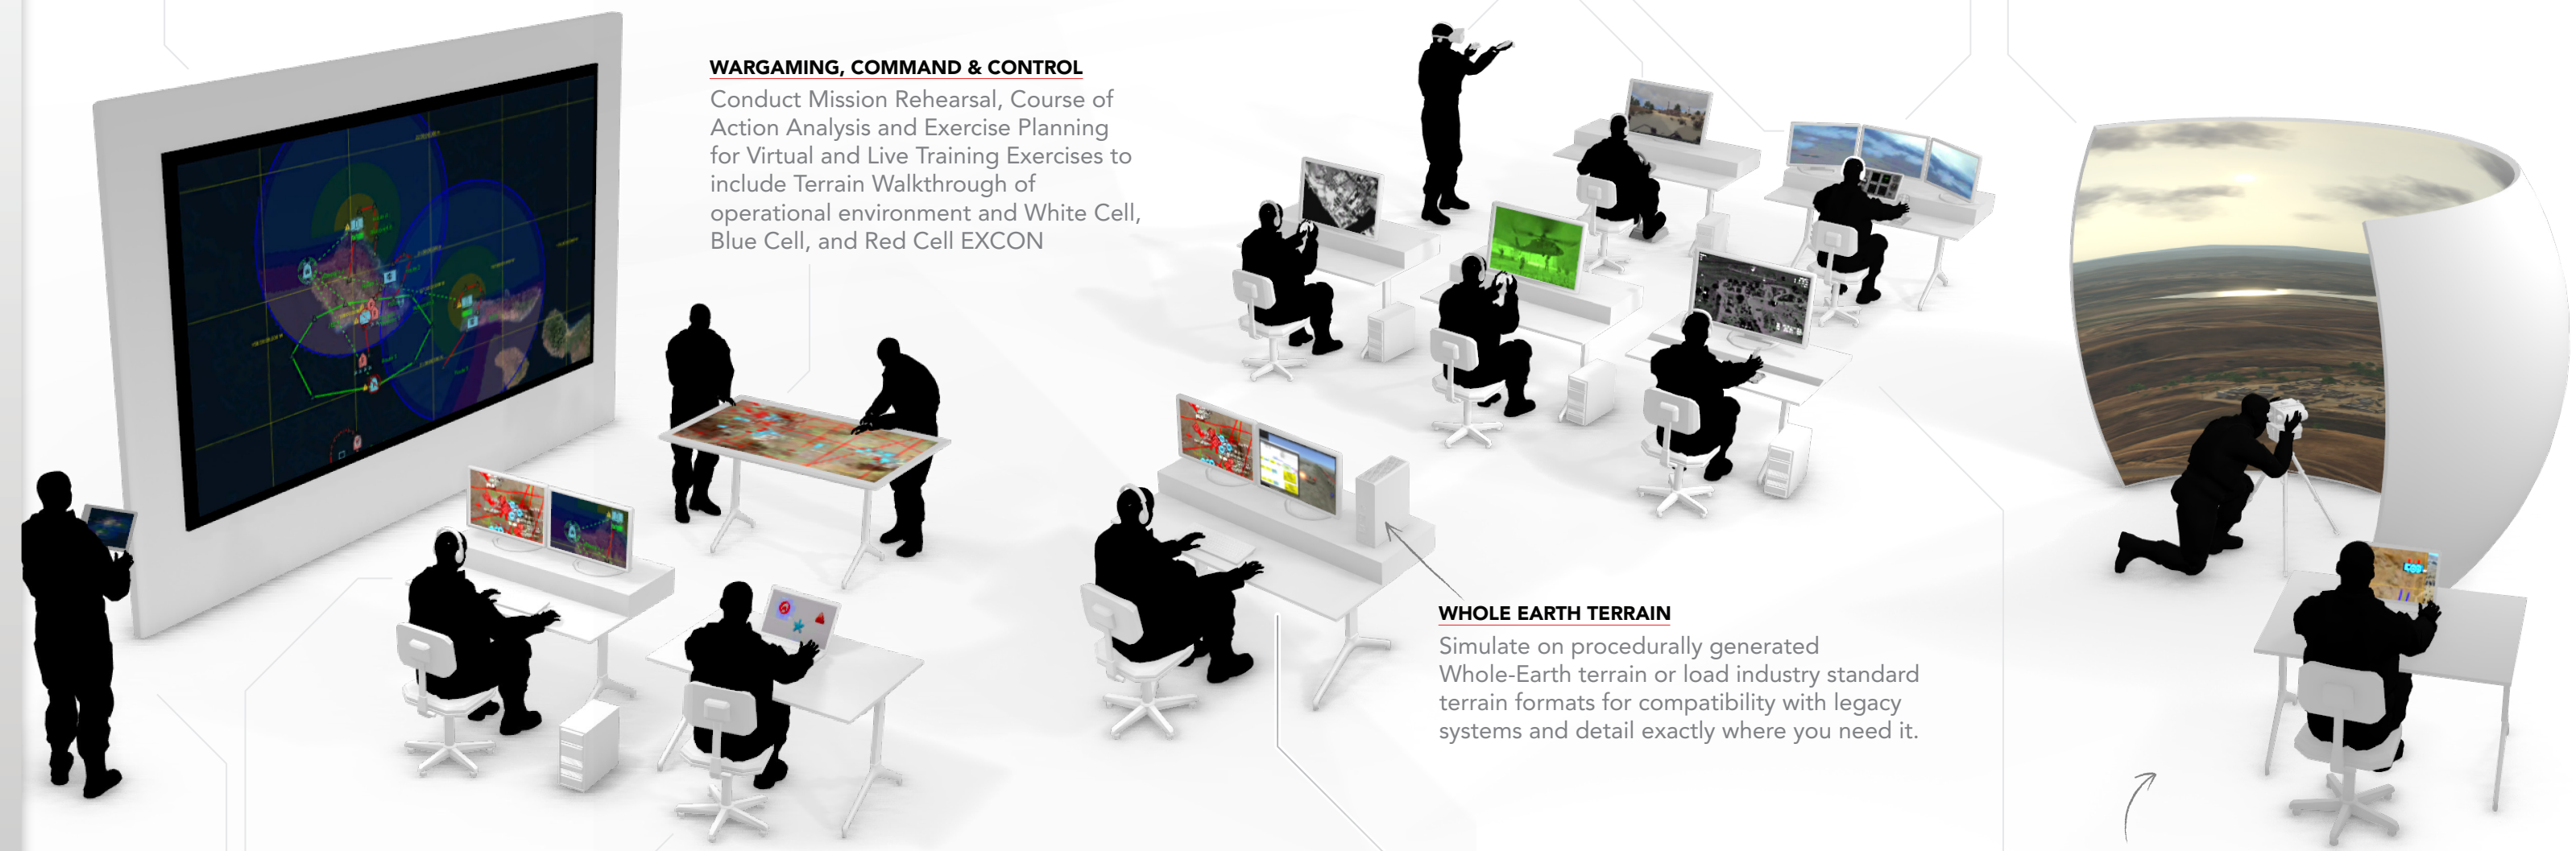 WARGAMING, COMMAND & CONTROL
Conduct Mission Rehearsal, Course of
Action Analysis and Exercise Planning
for Virtual and Live Training Exercises to
include Terrain Walkthrough of
operational environment and White Cell,
Blue Cell, and Red Cell EXCON
WHOLE EARTH TERRAIN
Simulate on procedurally generated
Whole-Earth terrain or load industry standard
terrain formats for compatibility with legacy
systems and detail exactly where you need it.